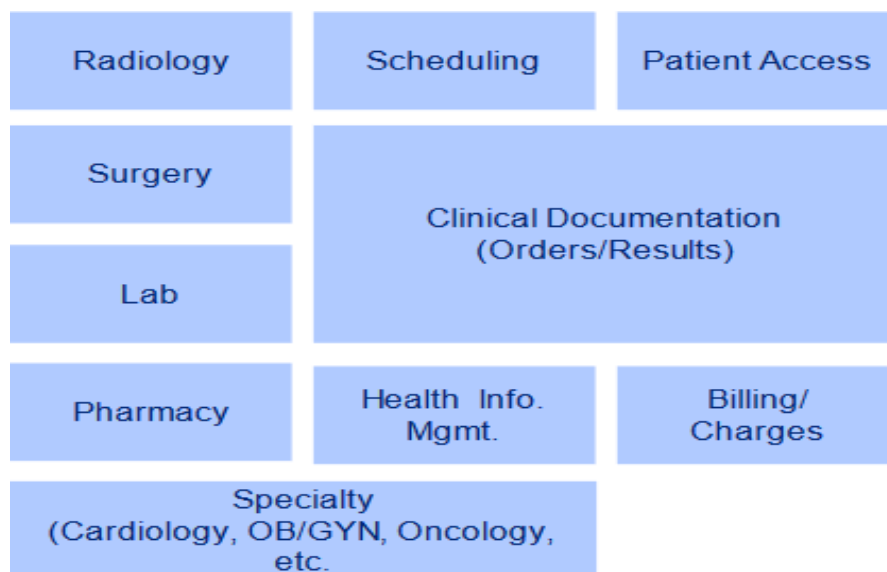 Radiology
Scheduling
Patient Access
Surgery
Clinical Documentation
(Orders/Results)
Lab
Pharmacy
Health Info.
Mgmt.
Billing/
Charges
Specialty
(Cardiology, OB/GYN, Oncology,
etc.